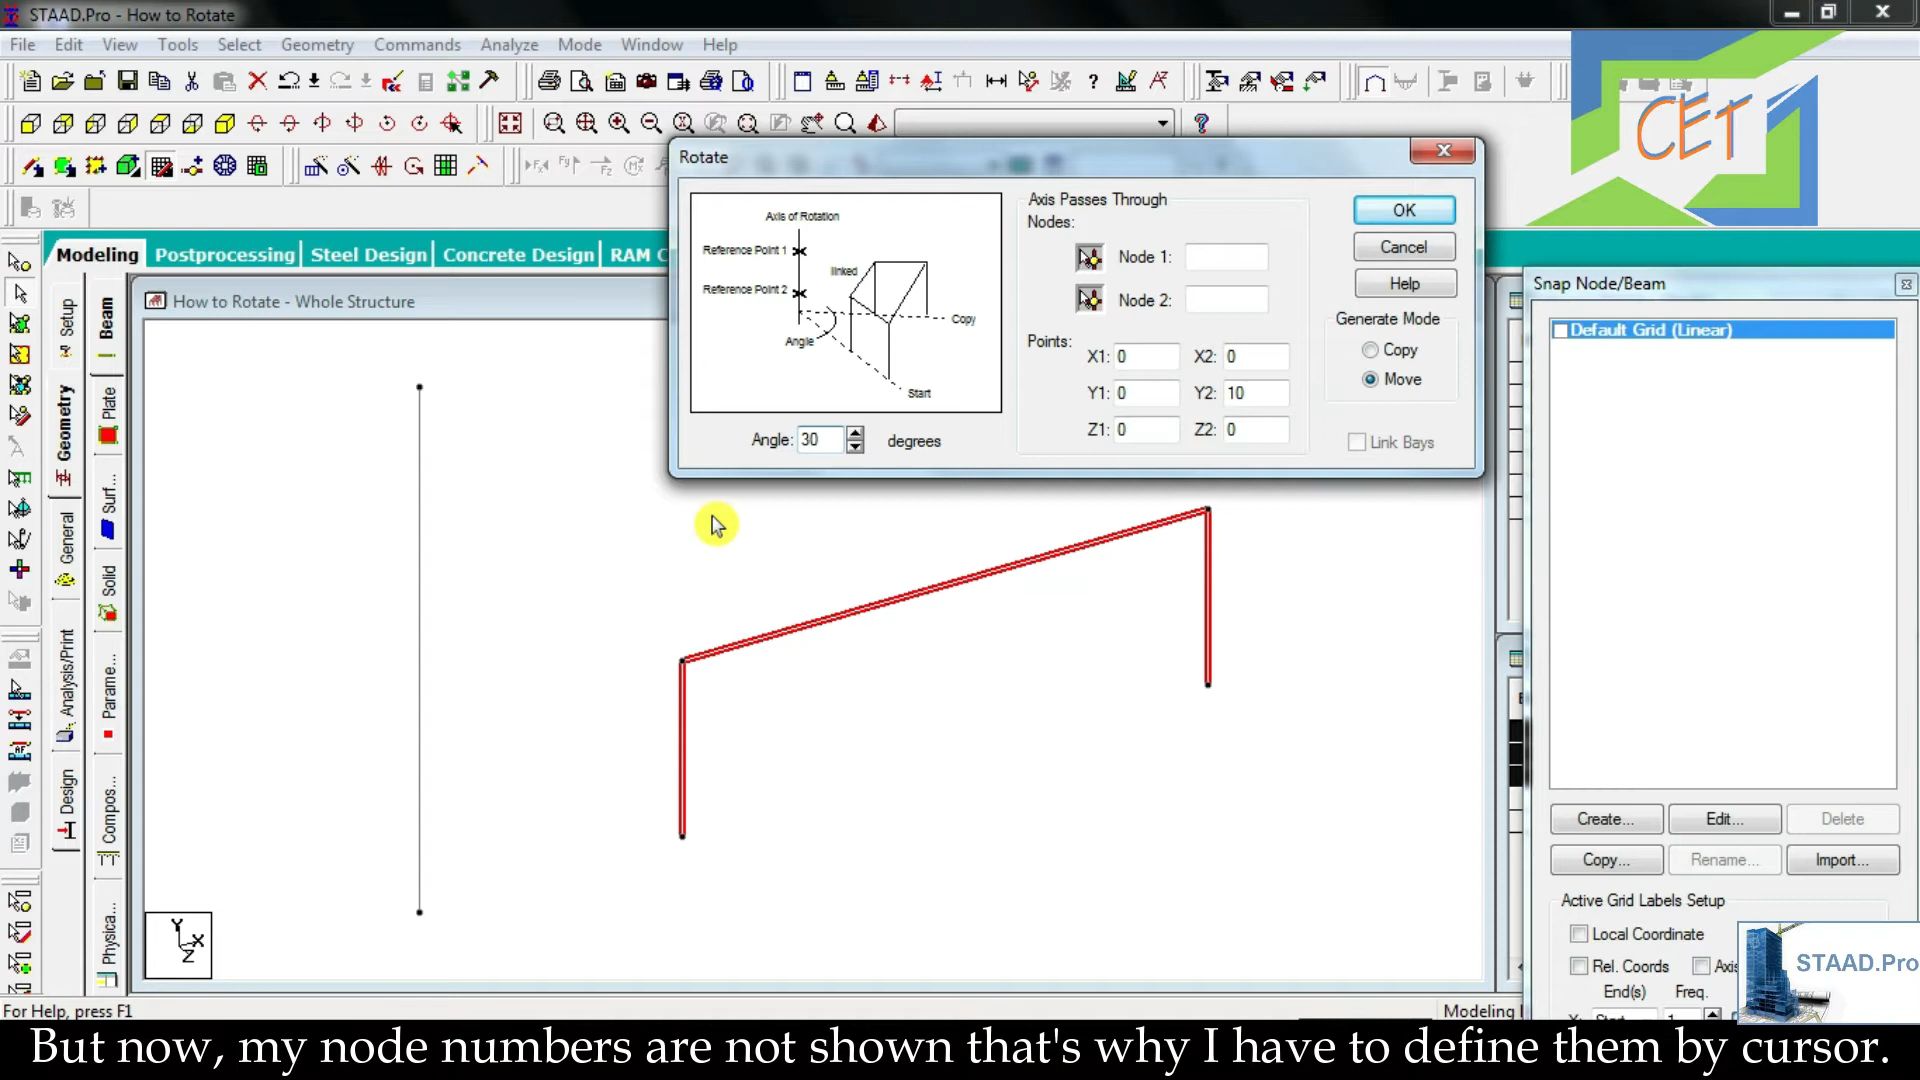 STAAD.Pro - How to Rotate
File Edit View Tools Select Geometry Commands Analyze Mode Window Help
CET
Modeling Postprocessing Steel Design Concrete Design RAM C
How to Rotate - Whole Structure
Setup
Geometry
General
Analysis/Print
Design
Beam
Plate
Surf...
Solid
Parame...
Compos...
Physica...
Rotate
Axis of Rotation
Reference Point 1
linked
Reference Point 2
Copy
Angle
Start
Angle: 30 degrees
Axis Passes Through
Nodes:
Node 1:
Node 2:
Points:
X1: 0 X2: 0
Y1: 0 Y2: 10
Z1: 0 Z2: 0
OK
Cancel
Help
Generate Mode
Copy
Move
Link Bays
Snap Node/Beam
Default Grid (Linear)
Create... Edit... Delete
Copy... Rename... Import...
Active Grid Labels Setup
Local Coordinate
Rel. Coords Axis
End(s) Freq.
STAAD.Pro
Y
X
Z
For Help, press F1
Modeling
But now, my node numbers are not shown that's why I have to define them by cursor.